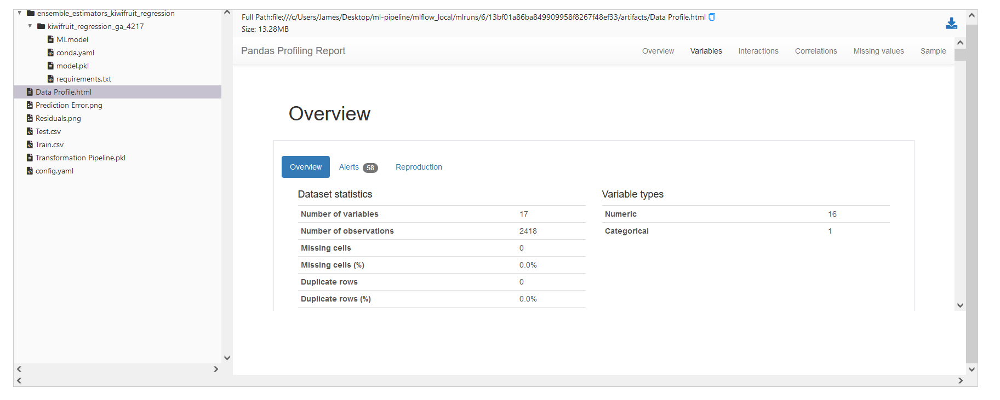 ensemble_estimators_kiwifruit_regression
kiwifruit_regression_ga_4217
MLmodel
conda.yaml
model.pkl
requirements.txt
Data Profile.html
Prediction Error.png
Residuals.png
Test.csv
Train.csv
Transformation Pipeline.pkl
config.yaml
Full Path:file:///c/Users/James/Desktop/ml-pipeline/mlflow_local/mlruns/6/13bf01a86ba849909958f8267f48ef33/artifacts/Data Profile.html
Size: 13.28MB
Pandas Profiling Report Overview Variables Interactions Correlations Missing values Sample
Overview
Overview Alerts 58 Reproduction
Dataset statistics
Number of variables 17
Number of observations 2418
Missing cells 0
Missing cells (%) 0.0%
Duplicate rows 0
Duplicate rows (%) 0.0%
Variable types
Numeric 16
Categorical 1